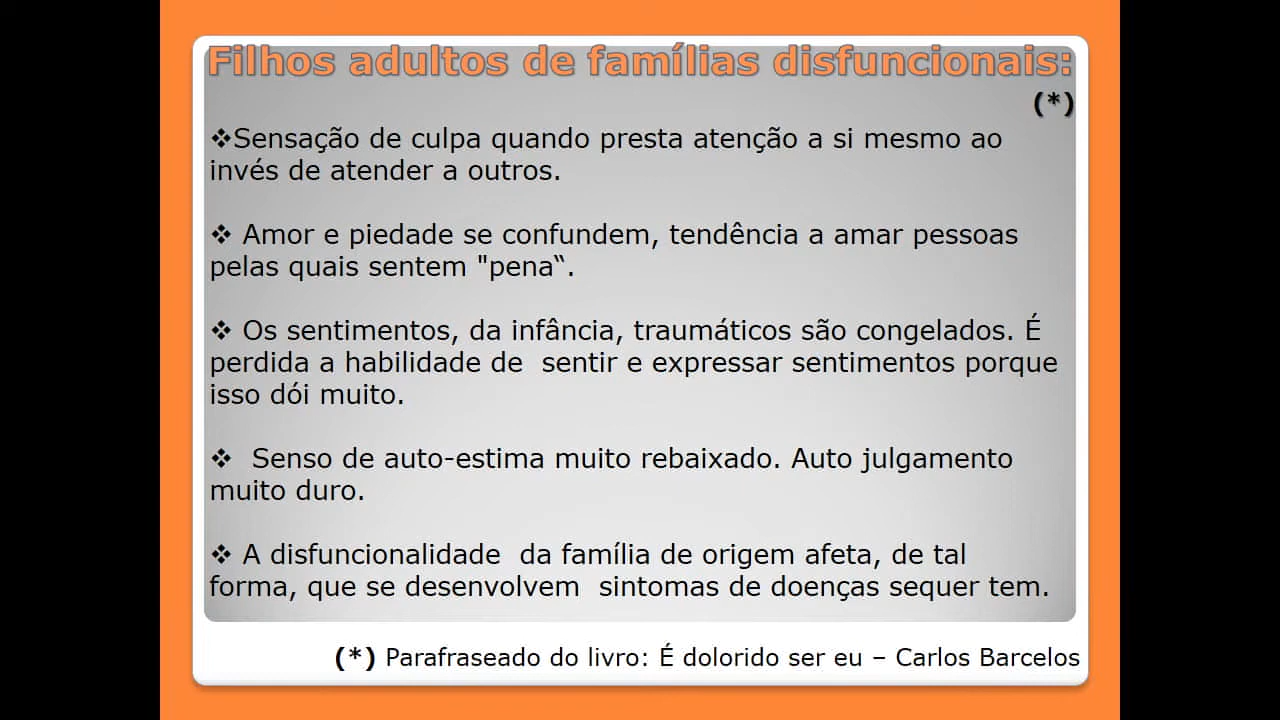 Filhos adultos de famílias disfuncionais:
(*)
❖Sensação de culpa quando presta atenção a si mesmo ao
invés de atender a outros.
❖ Amor e piedade se confundem, tendência a amar pessoas
pelas quais sentem "pena“.
❖ Os sentimentos, da infância, traumáticos são congelados. É
perdida a habilidade de sentir e expressar sentimentos porque
isso dói muito.
❖ Senso de auto-estima muito rebaixado. Auto julgamento
muito duro.
❖ A disfuncionalidade da família de origem afeta, de tal
forma, que se desenvolvem sintomas de doenças sequer tem.
(*) Parafraseado do livro: É dolorido ser eu – Carlos Barcelos